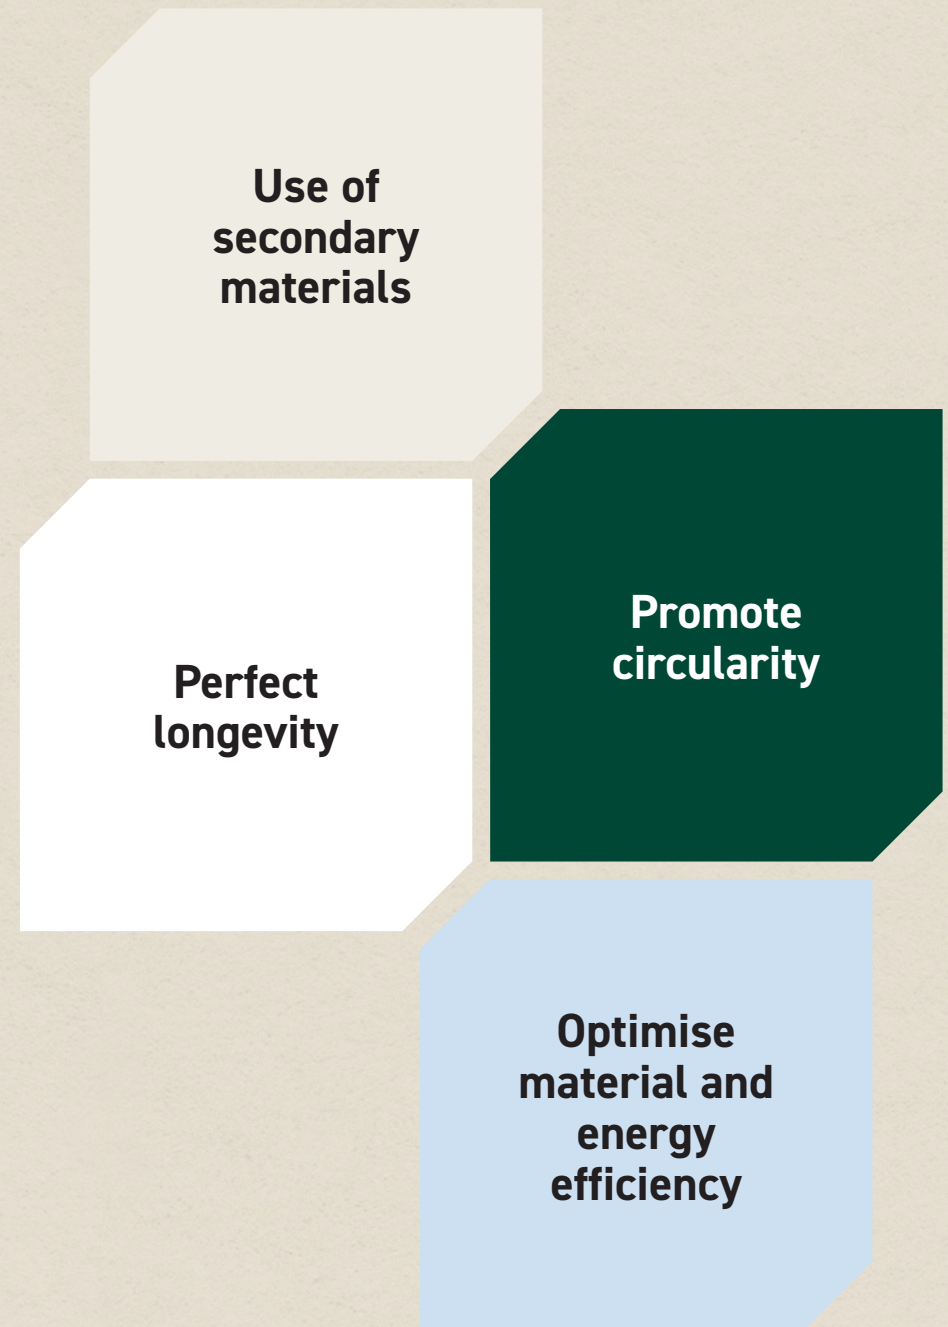 Use of
secondary
materials
Promote
circularity
Perfect
longevity
Optimise
material and
energy
efficiency